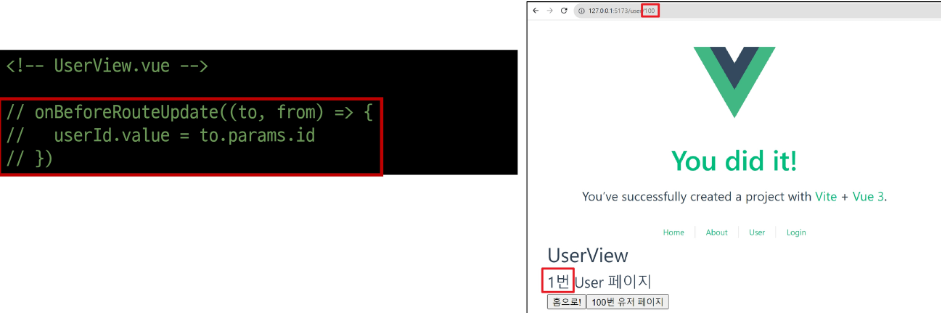 <!-- UserView.vue -->
// onBeforeRouteUpdate((to, from) => {
//   userId.value = to.params.id
// })
127.0.0.1:5173/user/100
You did it!
You've successfully created a project with Vite + Vue 3.
Home About User Login
UserView
1번 User 페이지
홈으로! 100번 유저 페이지